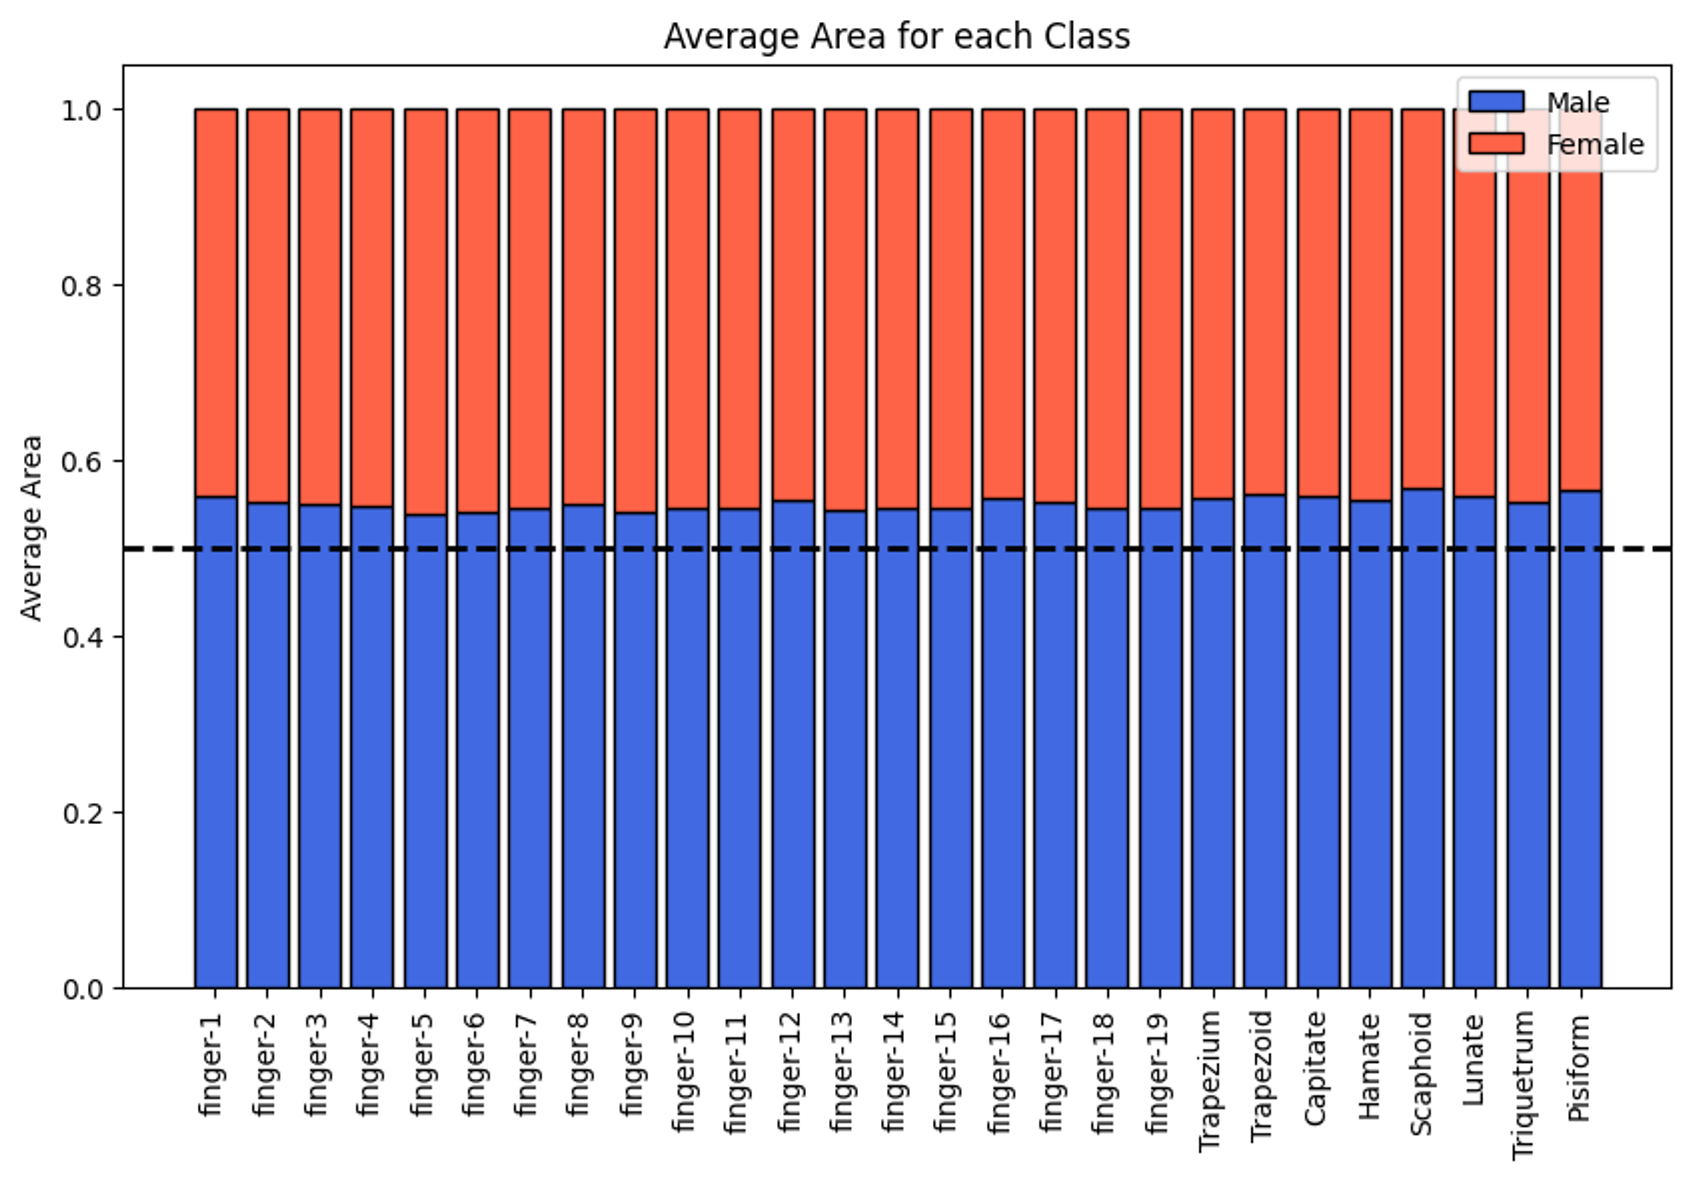 Average Area for each Class
Male
Female
Average Area
1.0
0.8
0.6
0.4
0.2
0.0
finger-1
finger-2
finger-3
finger-4
finger-5
finger-6
finger-7
finger-8
finger-9
finger-10
finger-11
finger-12
finger-13
finger-14
finger-15
finger-16
finger-17
finger-18
finger-19
Trapezium
Trapezoid
Capitate
Hamate
Scaphoid
Lunate
Triquetrum
Pisiform